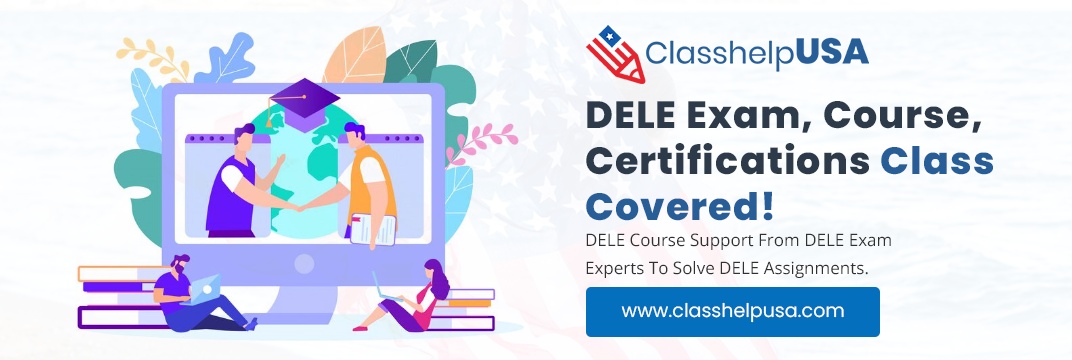 ClasshelpUSA
DELE Exam, Course,
Certifications Class
Covered!
DELE Course Support From DELE Exam
Experts To Solve DELE Assignments.
www.classhelpusa.com